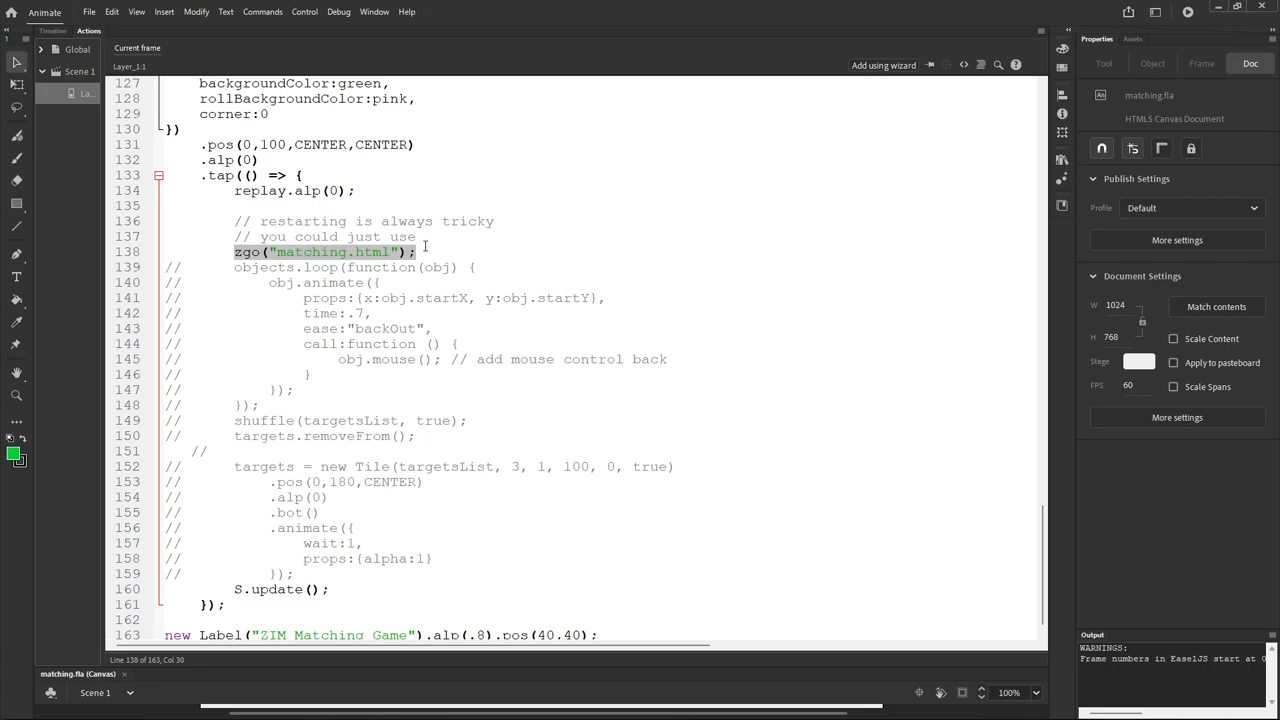 Animate
File
Edit
View
Insert
Modify
Text
Commands
Control
Debug
Window
Help
Timeline
Actions
Global
Scene 1
La...
Current frame
Layer_1:1
Add using wizard
127 backgroundColor:green,
128 rollBackgroundColor:pink,
129 corner:0
130 })
131 .pos(0,100,CENTER,CENTER)
132 .alp(0)
133 .tap(() => {
134 replay.alp(0);
135
136 // restarting is always tricky
137 // you could just use
138 zgo("matching.html");
139 // objects.loop(function(obj) {
140 // obj.animate({
141 // props:{x:obj.startX, y:obj.startY},
142 // time:.7,
143 // ease:"backOut",
144 // call:function () {
145 // obj.mouse(); // add mouse control back
146 // }
147 // });
148 // });
149 // shuffle(targetsList, true);
150 // targets.removeFrom();
151 //
152 // targets = new Tile(targetsList, 3, 1, 100, 0, true)
153 // .pos(0,180,CENTER)
154 // .alp(0)
155 // .bot()
156 // .animate({
157 // wait:1,
158 // props:{alpha:1}
159 // });
160 S.update();
161 });
162
163 new Label("ZIM Matching Game").alp(.8).pos(40,40);
Line 138 of 163, Col 30
matching.fla (Canvas)
Scene 1
100%
Properties
Assets
Tool
Object
Frame
Doc
An
matching.fla
HTML5 Canvas Document
Publish Settings
Profile
Default
More settings
Document Settings
W
1024
Match contents
H
768
Scale Content
Stage
Apply to pasteboard
FPS
60
Scale Spans
More settings
Output
WARNINGS:
Frame numbers in EaselJS start at 0